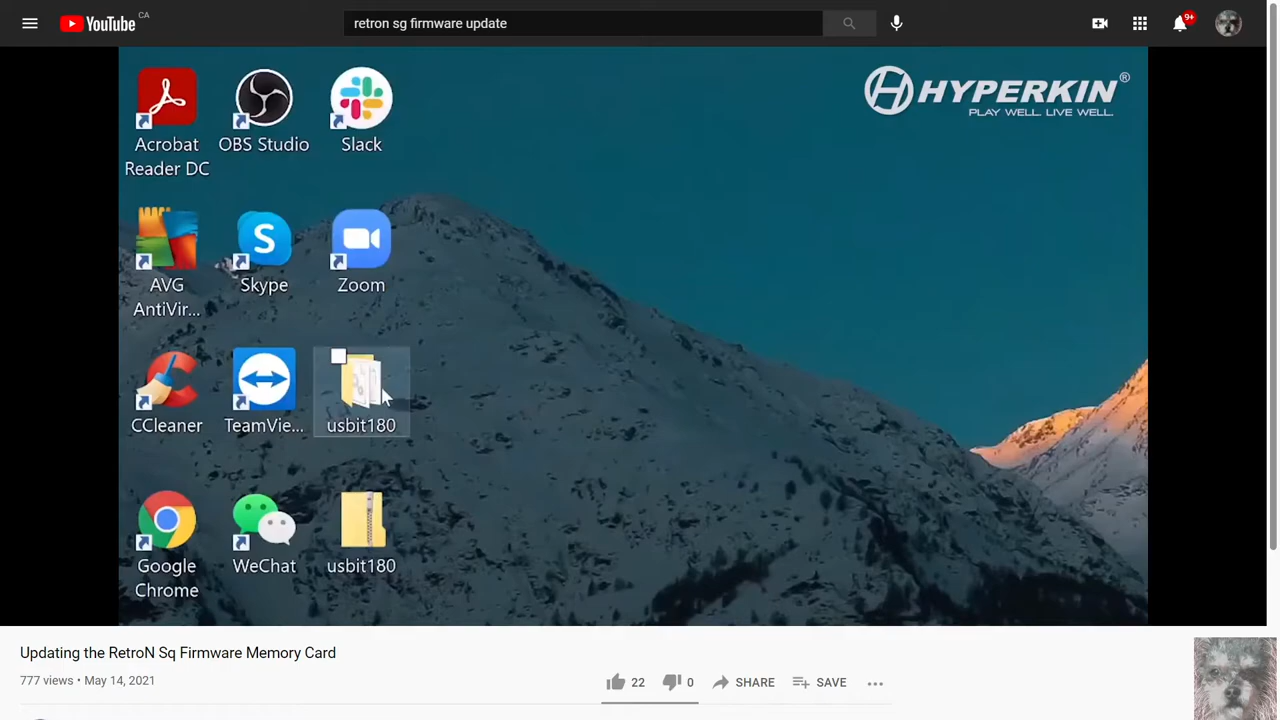 YouTube CA
retron sg firmware update
9+
HYPERKIN®
PLAY WELL. LIVE WELL.
Acrobat Reader DC
OBS Studio
Slack
AVG AntiVir...
Skype
Zoom
CCleaner
TeamVie...
usbit180
Google Chrome
WeChat
usbit180
Updating the RetroN Sq Firmware Memory Card
777 views • May 14, 2021
22
0
SHARE
SAVE